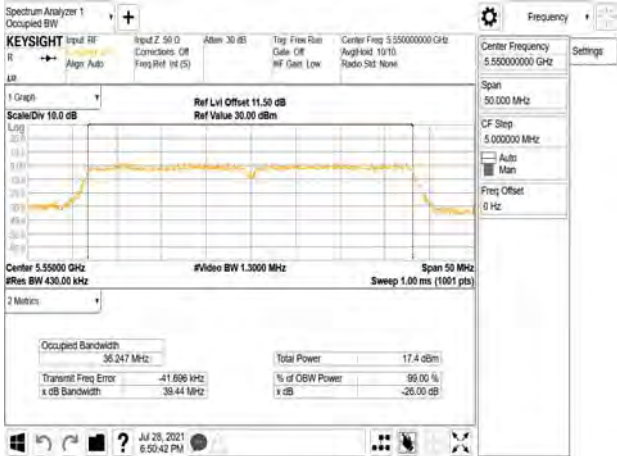 Spectrum Analyzer 1
Occupied BW
+
Frequency
KEYSIGHT Input: RF
R
Align: Auto
Input Z: 50 Ω
Corrections: Off
Freq Ref: Int (S)
Atten: 30 dB
Trig: Free Run
Gate: Off
#IF Gain: Low
Center Freq: 5.550000000 GHz
Avg|Hold: 10/10
Radio Std: None
Center Frequency
5.550000000 GHz
Settings
Span
50.000 MHz
CF Step
5.000000 MHz
Auto
Man
Freq Offset
0 Hz
1 Graph
Scale/Div 10.0 dB
Log
Ref Lvl Offset 11.50 dB
Ref Value 30.00 dBm
Center 5.55000 GHz
#Res BW 430.00 kHz
#Video BW 1.3000 MHz
Span 50 MHz
Sweep 1.00 ms (1001 pts)
2 Metrics
Occupied Bandwidth
36.247 MHz
Total Power 17.4 dBm
Transmit Freq Error -41.696 kHz
% of OBW Power 99.00 %
x dB Bandwidth 39.44 MHz
x dB -26.00 dB
?
Jul 28, 2021
6:50:42 PM